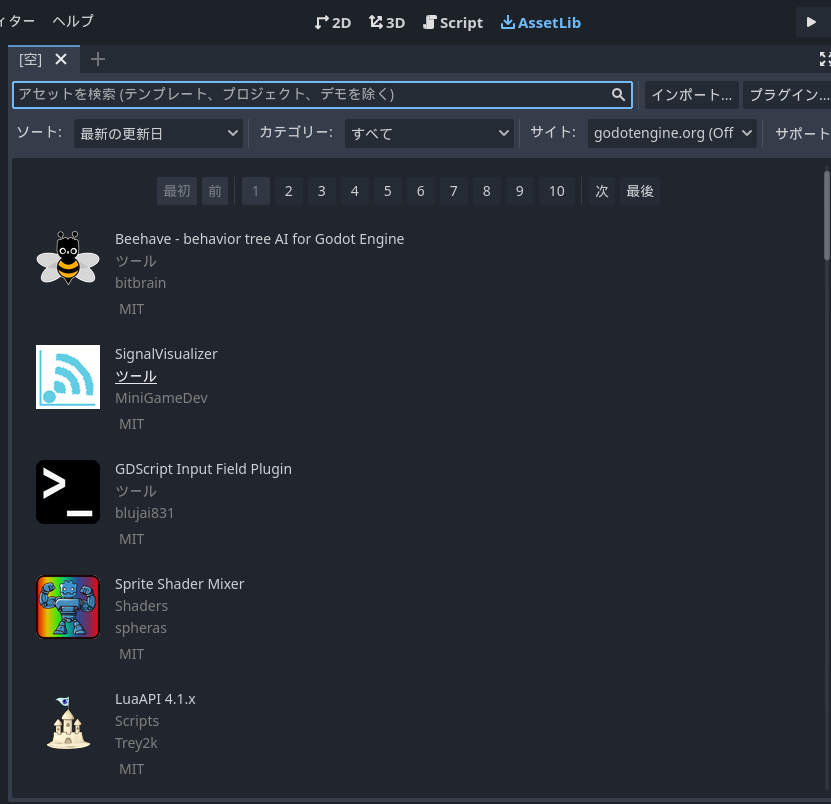 ィター ヘルプ 2D 3D Script AssetLib
[空]
アセットを検索 (テンプレート、プロジェクト、デモを除く) インポート... プラグイン...
ソート: 最新の更新日 カテゴリー: すべて サイト: godotengine.org (Off サポート
最初 前 1 2 3 4 5 6 7 8 9 10 次 最後
Beehave - behavior tree AI for Godot Engine
ツール
bitbrain
MIT
SignalVisualizer
ツール
MiniGameDev
MIT
GDScript Input Field Plugin
ツール
blujai831
MIT
Sprite Shader Mixer
Shaders
spheras
MIT
LuaAPI 4.1.x
Scripts
Trey2k
MIT